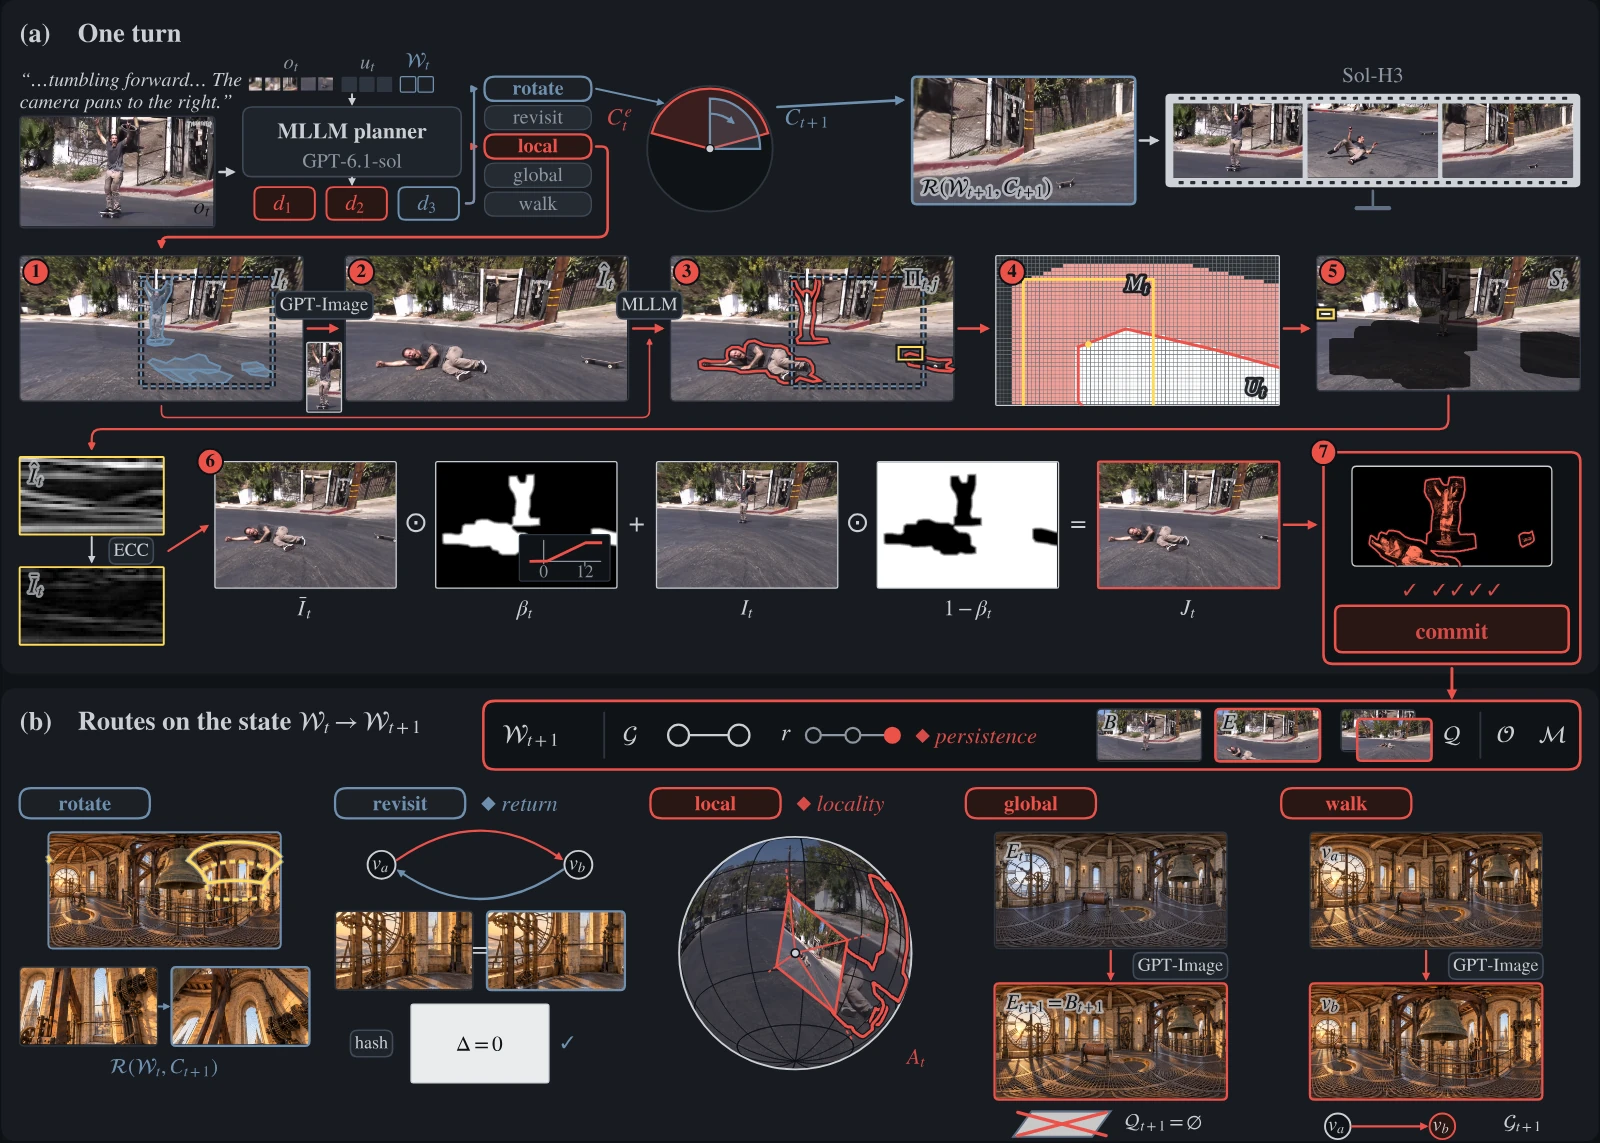 (a) One turn
“…tumbling forward… The
camera pans to the right.”
o_t
u_t
𝒲_t
MLLM planner
GPT-6.1-sol
d_1
d_2
d_3
o_t
rotate
revisit
local
global
walk
C_t^e
C_{t+1}
ℛ(𝒲_{t+1}, C_{t+1})
Sol-H3
1
I_t
GPT-Image
2
Î_t
MLLM
3
Π_{t,j}
4
M_t
U_t
5
S_t
Î_t
ECC
Ī_t
6
Ī_t
⊙
0
12
β_t
+
I_t
⊙
1 − β_t
=
J_t
7
✓ ✓✓✓✓
commit
(b) Routes on the state 𝒲_t → 𝒲_{t+1}
𝒲_{t+1}
𝒢
r
◆ persistence
B
E
𝒬
𝒪
ℳ
rotate
ℛ(𝒲_t, C_{t+1})
revisit
◆ return
v_a
v_b
=
hash
Δ = 0
✓
local
◆ locality
A_t
global
E_t
GPT-Image
E_{t+1} = B_{t+1}
𝒬_{t+1} = ∅
walk
v_a
GPT-Image
v_b
v_a
v_b
𝒢_{t+1}